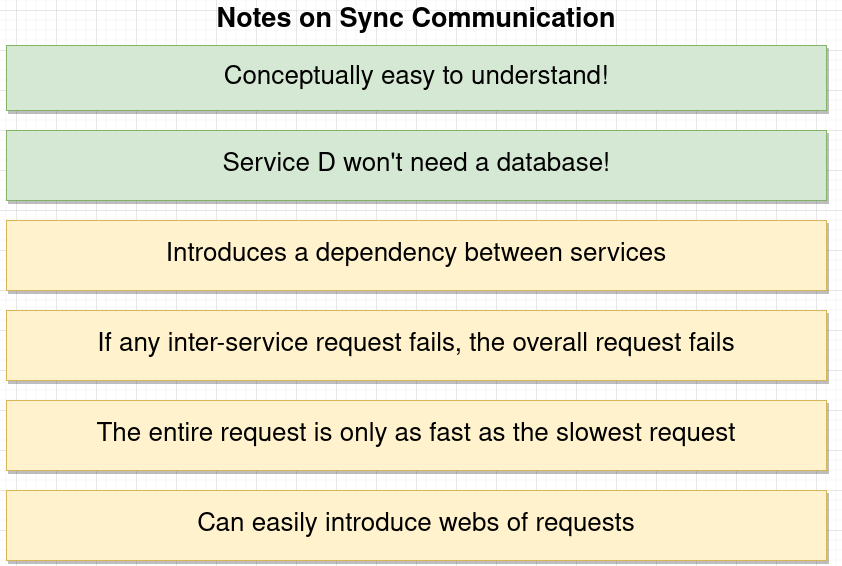 Notes on Sync Communication
Conceptually easy to understand!
Service D won't need a database!
Introduces a dependency between services
If any inter-service request fails, the overall request fails
The entire request is only as fast as the slowest request
Can easily introduce webs of requests